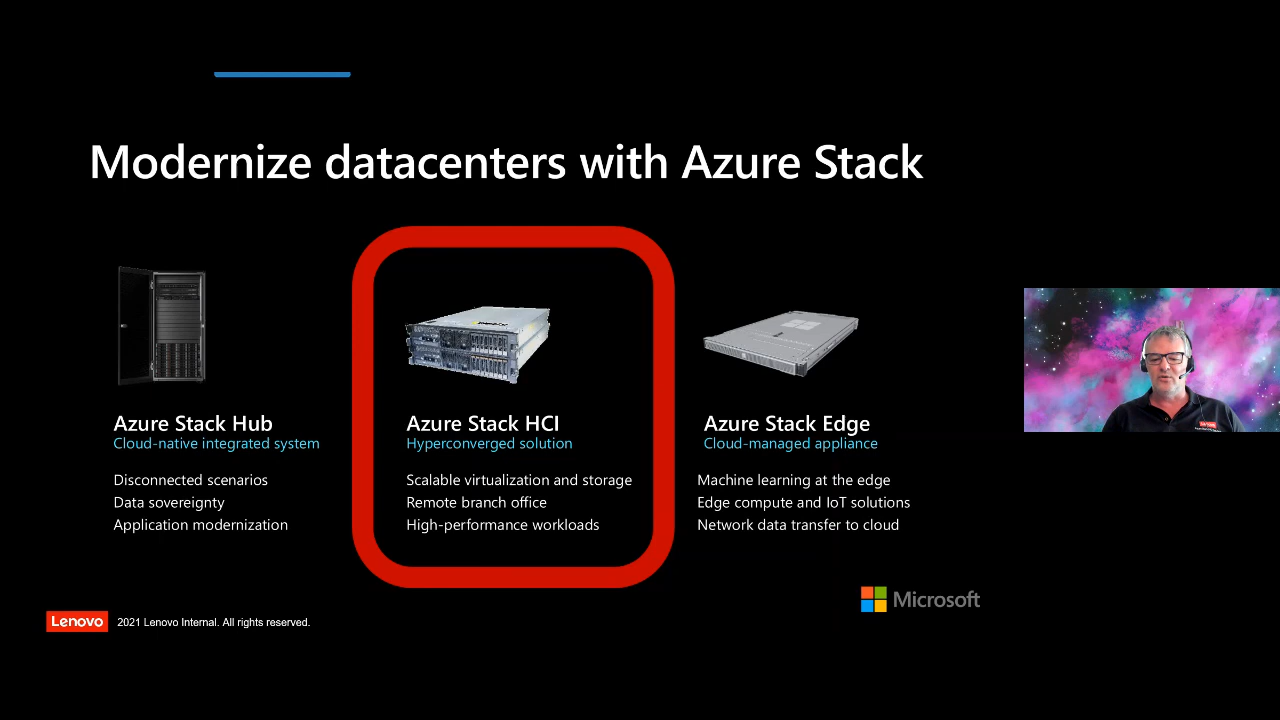 Modernize datacenters with Azure Stack
Azure Stack Hub
Cloud-native integrated system
Disconnected scenarios
Data sovereignty
Application modernization
Azure Stack HCI
Hyperconverged solution
Scalable virtualization and storage
Remote branch office
High-performance workloads
Azure Stack Edge
Cloud-managed appliance
Machine learning at the edge
Edge compute and IoT solutions
Network data transfer to cloud
Microsoft
Lenovo
2021 Lenovo Internal. All rights reserved.